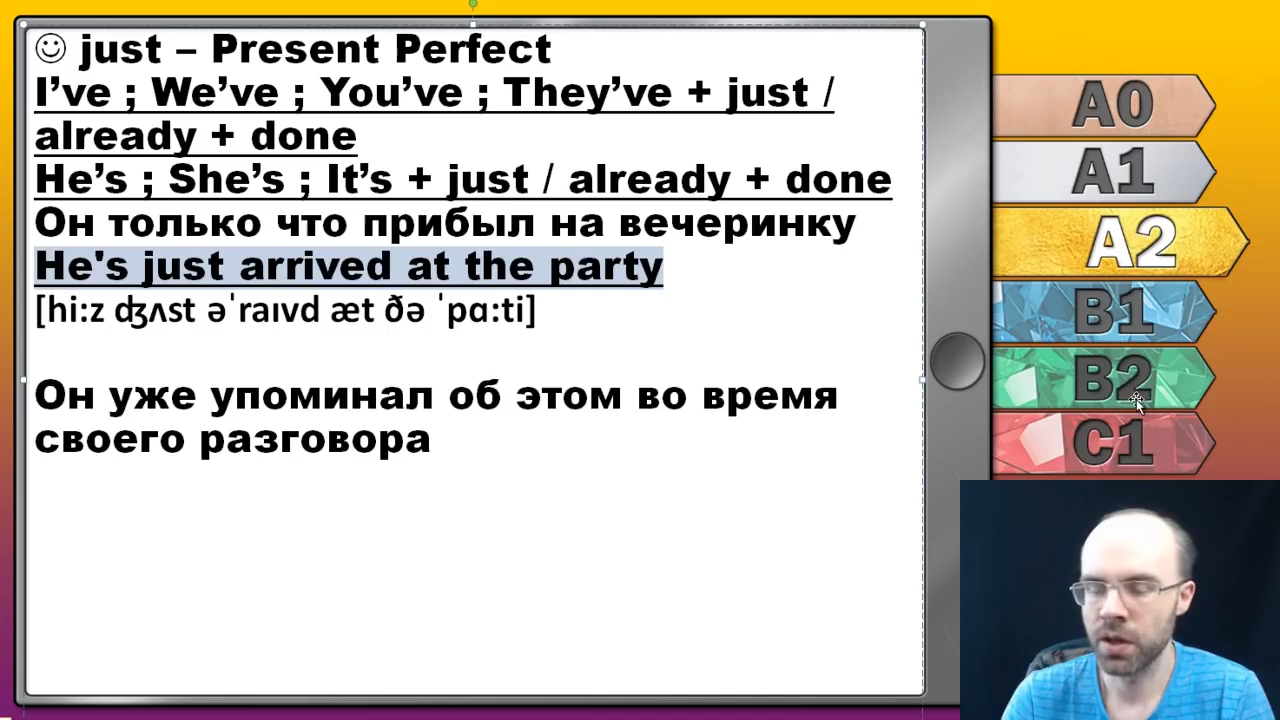 ☺ just – Present Perfect
I’ve ; We’ve ; You’ve ; They’ve + just /
already + done
He’s ; She’s ; It’s + just / already + done
Он только что прибыл на вечеринку
He's just arrived at the party
[hi:z ʤʌst əˈraɪvd æt ðə ˈpɑ:ti]
Он уже упоминал об этом во время
своего разговора
A0
A1
A2
B1
B2
C1